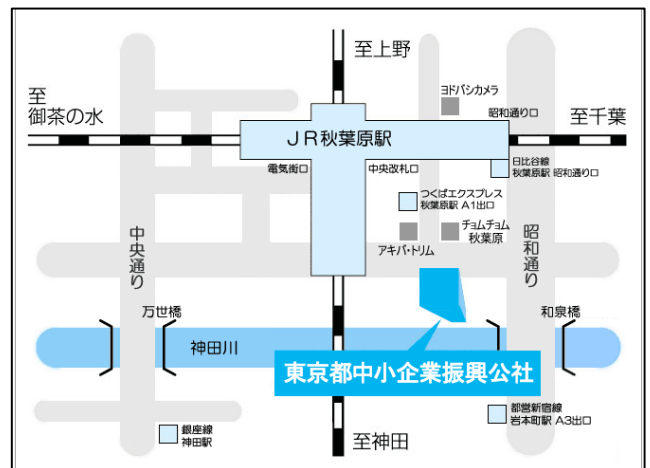 至上野
ヨドバシカメラ
至
御茶の水
昭和通り口
至千葉
JR秋葉原駅
電気街口
中央改札口
日比谷線
秋葉原駅 昭和通り口
つくばエクスプレス
秋葉原駅 A1出口
チョムチョム
秋葉原
アキバ・トリム
中央通り
昭和通り
万世橋
和泉橋
神田川
東京都中小企業振興公社
都営新宿線
岩本町駅 A3出口
銀座線
神田駅
至神田